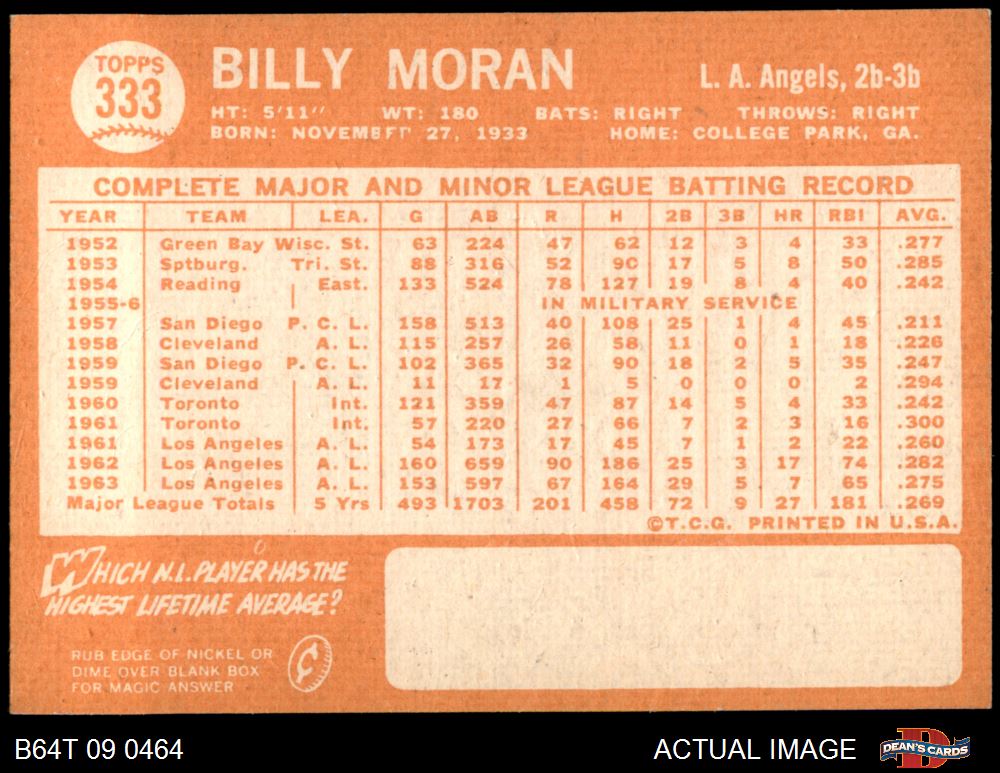 TOPPS
333
BILLY MORAN
L. A. Angels, 2b-3b
HT: 5'11" WT: 180 BATS: RIGHT THROWS: RIGHT
BORN: NOVEMBER 27, 1933 HOME: COLLEGE PARK, GA.
COMPLETE MAJOR AND MINOR LEAGUE BATTING RECORD
YEAR TEAM LEA. G AB R H 2B 3B HR RBI AVG.
1952 Green Bay Wisc. St. 63 224 47 62 12 3 4 33 .277
1953 Sptburg. Tri. St. 88 316 52 90 17 5 8 50 .285
1954 Reading East. 133 524 78 127 19 8 4 40 .242
1955-6 IN MILITARY SERVICE
1957 San Diego P. C. L. 158 513 40 108 25 1 4 45 .211
1958 Cleveland A. L. 115 257 26 58 11 0 1 18 .226
1959 San Diego P. C. L. 102 365 32 90 18 2 5 35 .247
1959 Cleveland A. L. 11 17 1 5 0 0 0 2 .294
1960 Toronto Int. 121 359 47 87 14 5 4 33 .242
1961 Toronto Int. 57 220 27 66 7 2 3 16 .300
1961 Los Angeles A. L. 54 173 17 45 7 1 2 22 .260
1962 Los Angeles A. L. 160 659 90 186 25 3 17 74 .282
1963 Los Angeles A. L. 153 597 67 164 29 5 7 65 .275
Major League Totals 5 Yrs 493 1703 201 458 72 9 27 181 .269
©T.C.G. PRINTED IN U.S.A.
WHICH N.L. PLAYER HAS THE
HIGHEST LIFETIME AVERAGE?
RUB EDGE OF NICKEL OR
DIME OVER BLANK BOX
FOR MAGIC ANSWER
¢
B64T 09 0464
ACTUAL IMAGE
D
DEAN'S CARDS